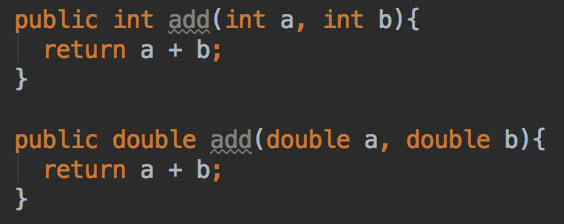 public int add(int a, int b){
return a + b;
}
public double add(double a, double b){
return a + b;
}